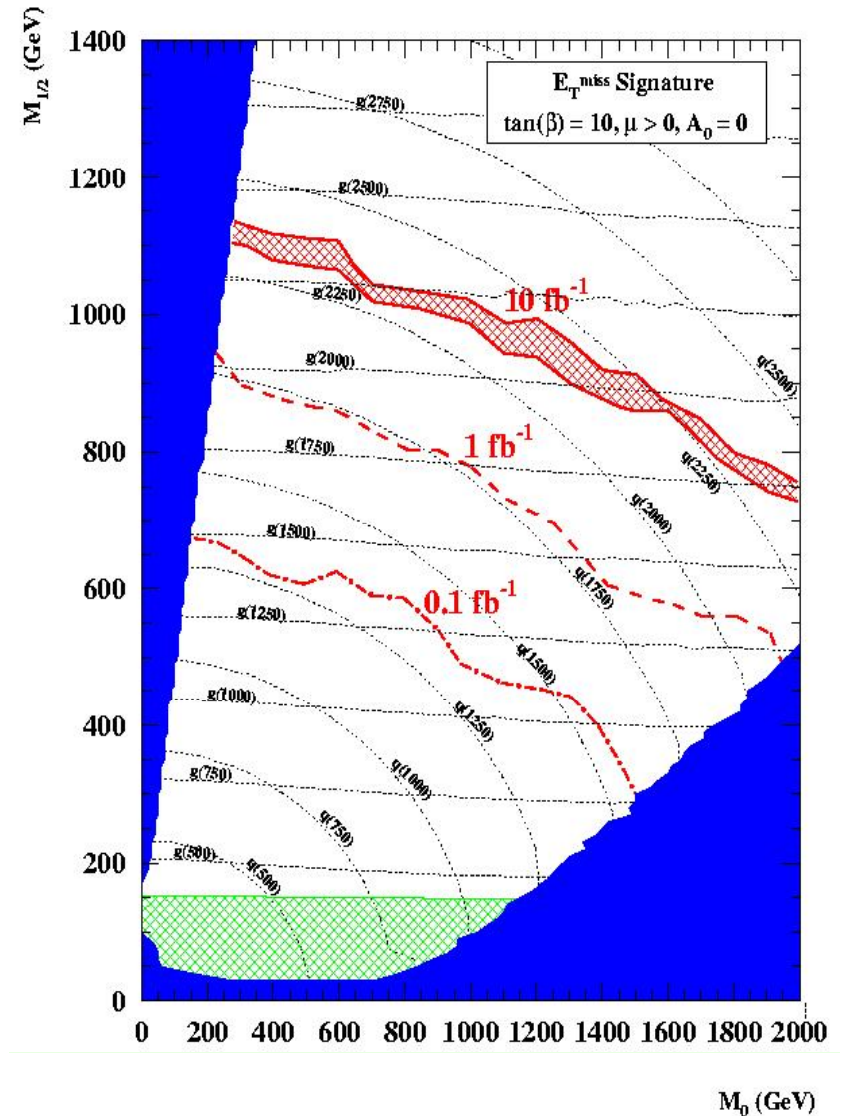 M₁/₂ (GeV)
1400
1200
1000
800
600
400
200
0
E_T^miss Signature
tan(β) = 10, μ > 0, A₀ = 0
g(2750)
g(2500)
10 fb⁻¹
g(2250)
q(2500)
g(2000)
1 fb⁻¹
g(1750)
q(2250)
q(2000)
g(1500)
q(1750)
0.1 fb⁻¹
g(1250)
q(1500)
g(1000)
q(1250)
g(750)
q(1000)
q(750)
g(500)
q(500)
0 200 400 600 800 1000 1200 1400 1600 1800 2000
M₀ (GeV)